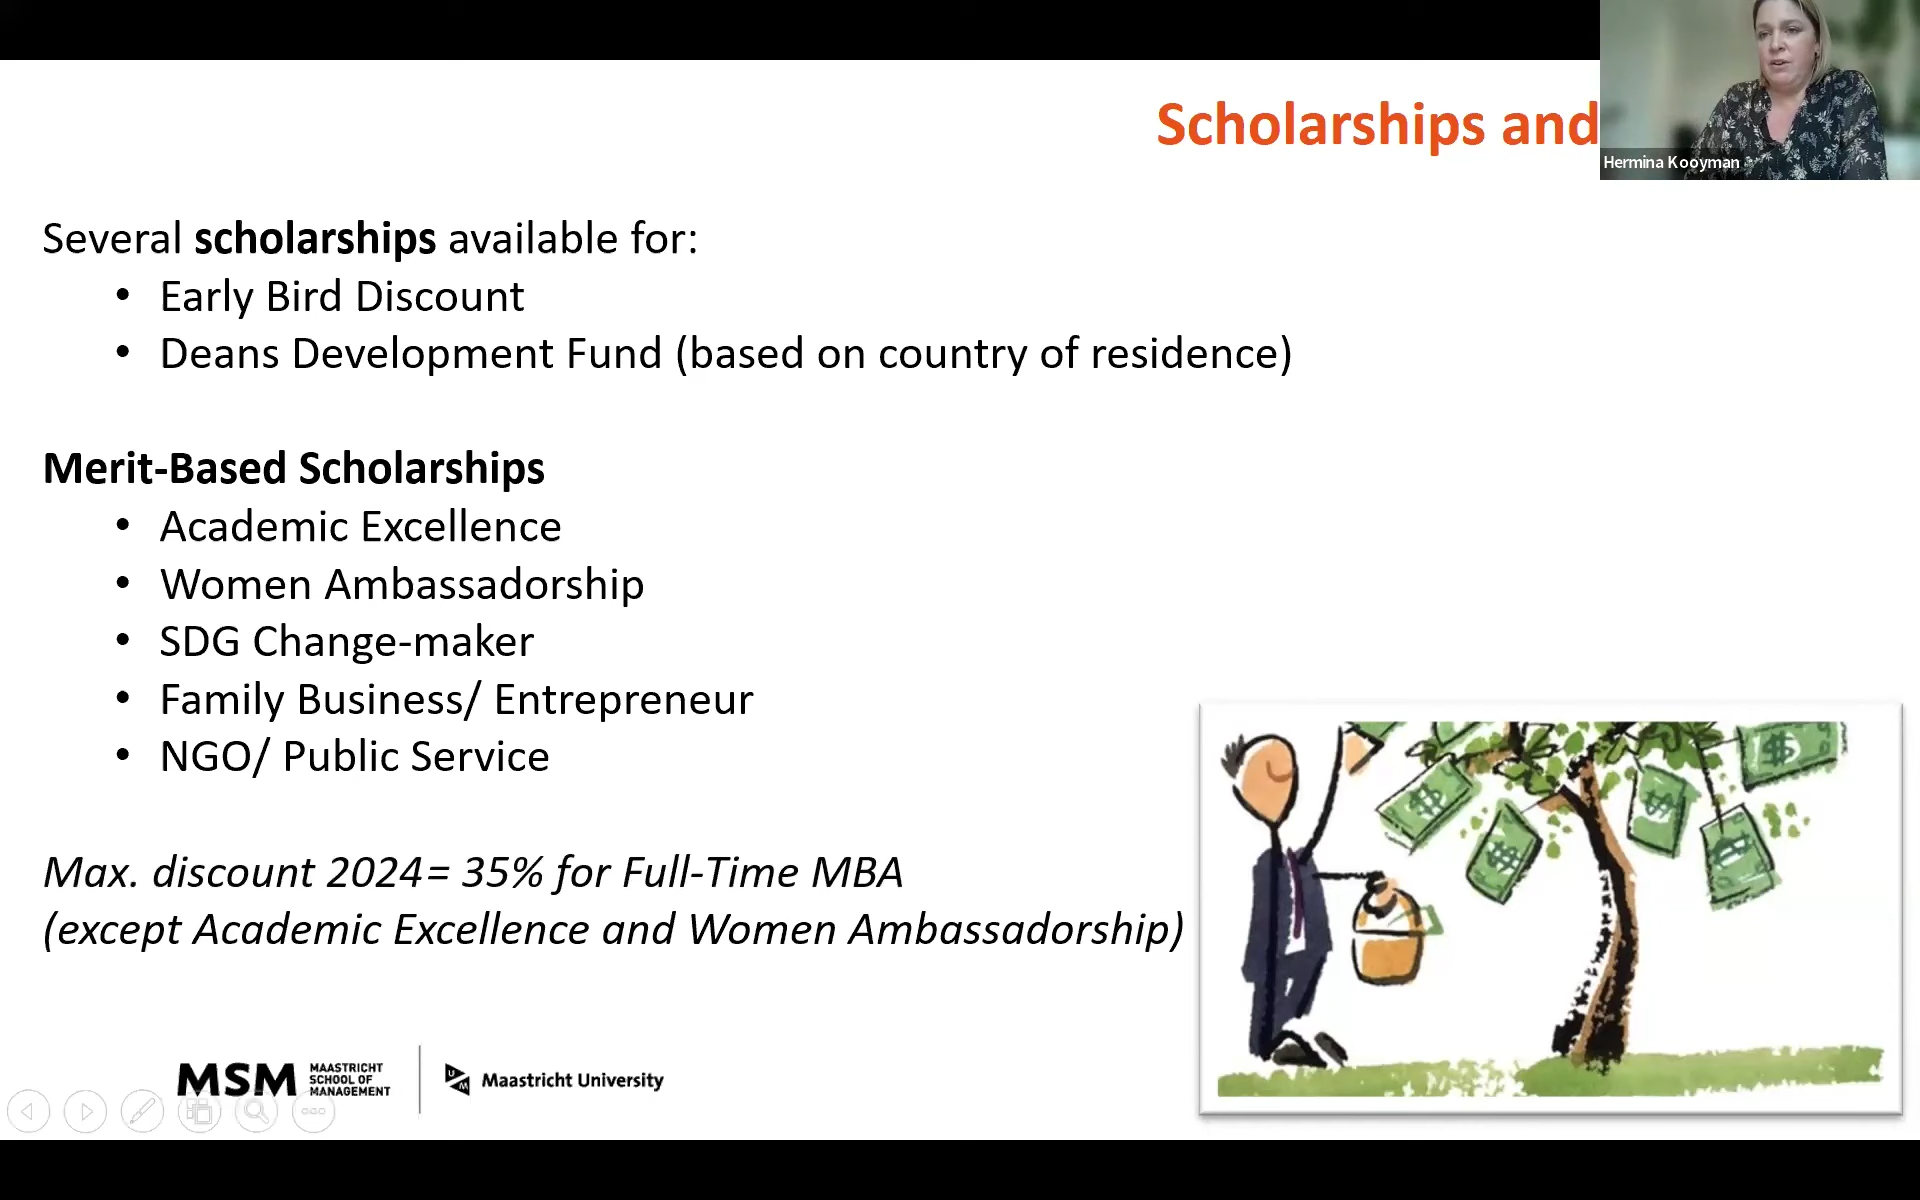 Scholarships and
Hermina Kooyman
Several scholarships available for:
• Early Bird Discount
• Deans Development Fund (based on country of residence)
Merit-Based Scholarships
• Academic Excellence
• Women Ambassadorship
• SDG Change-maker
• Family Business/ Entrepreneur
• NGO/ Public Service
Max. discount 2024= 35% for Full-Time MBA
(except Academic Excellence and Women Ambassadorship)
MSM MAASTRICHT
SCHOOL OF
MANAGEMENT
UM Maastricht University